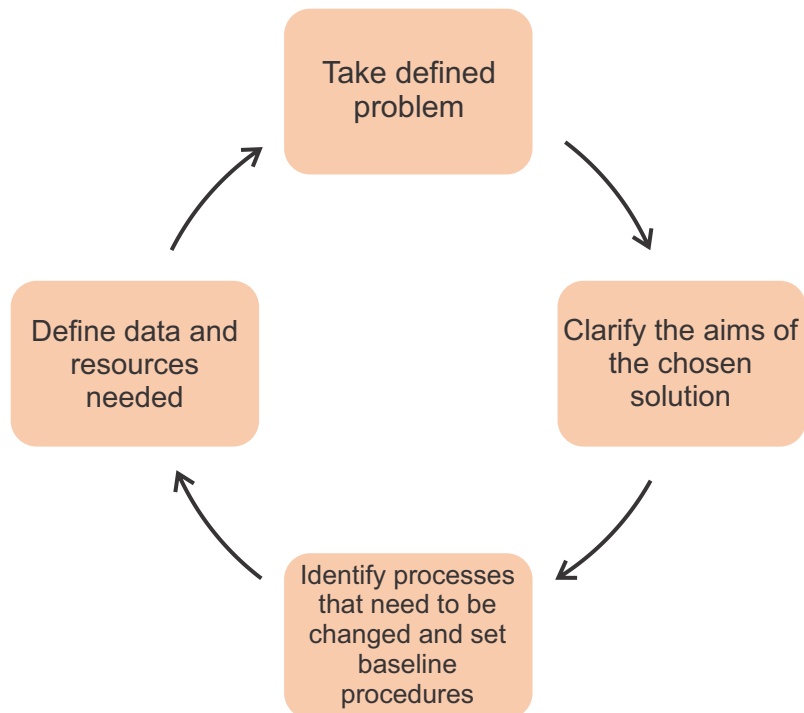 Take defined
problem
Clarify the aims of
the chosen
solution
Identify processes
that need to be
changed and set
baseline
procedures
Define data and
resources
needed